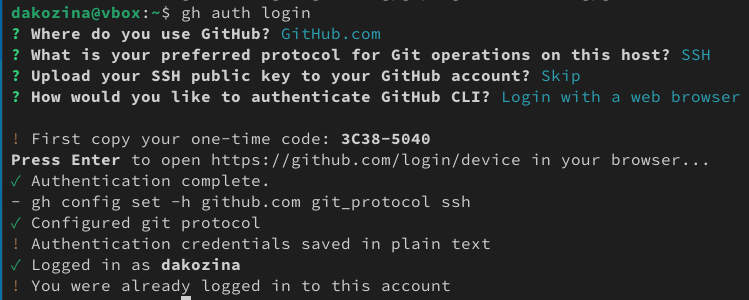 dakozina@vbox:~$ gh auth login
? Where do you use GitHub? GitHub.com
? What is your preferred protocol for Git operations on this host? SSH
? Upload your SSH public key to your GitHub account? Skip
? How would you like to authenticate GitHub CLI? Login with a web browser
! First copy your one-time code: 3C38-5040
Press Enter to open https://github.com/login/device in your browser...
✓ Authentication complete.
- gh config set -h github.com git_protocol ssh
✓ Configured git protocol
! Authentication credentials saved in plain text
✓ Logged in as dakozina
! You were already logged in to this account